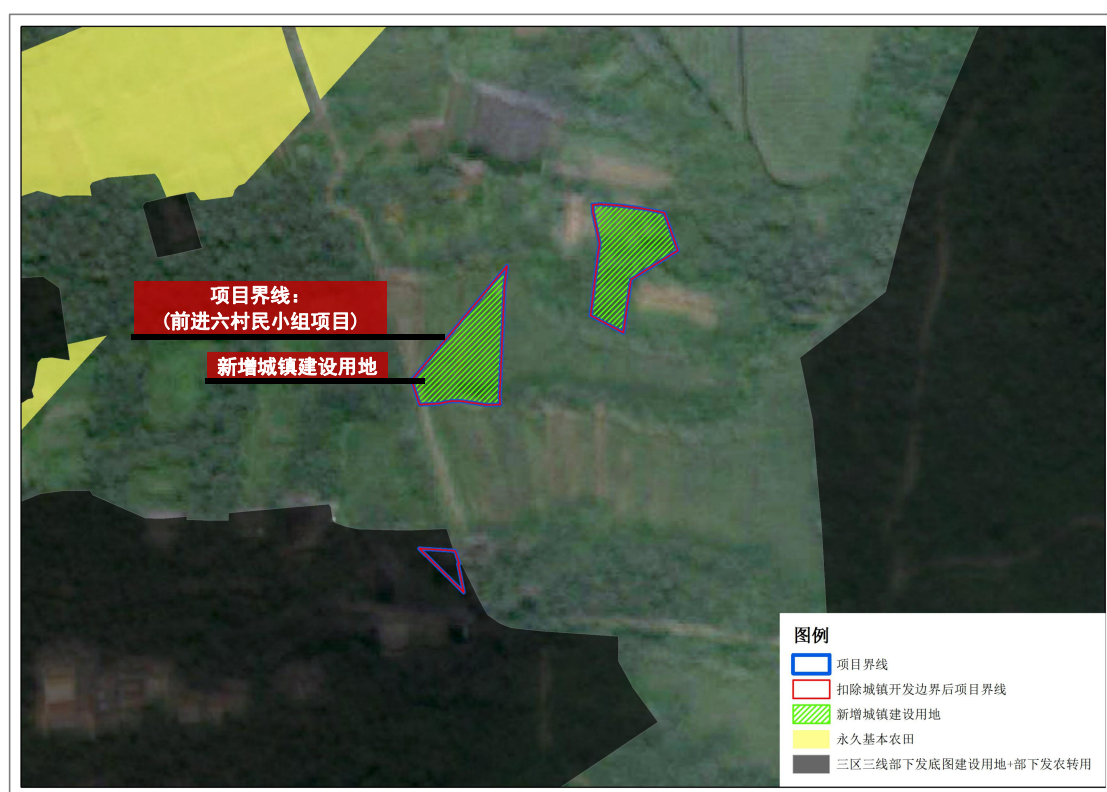 项目界线：
(前进六村民小组项目)
新增城镇建设用地
图例
项目界线
扣除城镇开发边界后项目界线
新增城镇建设用地
永久基本农田
三区三线部下发底图建设用地+部下发农转用